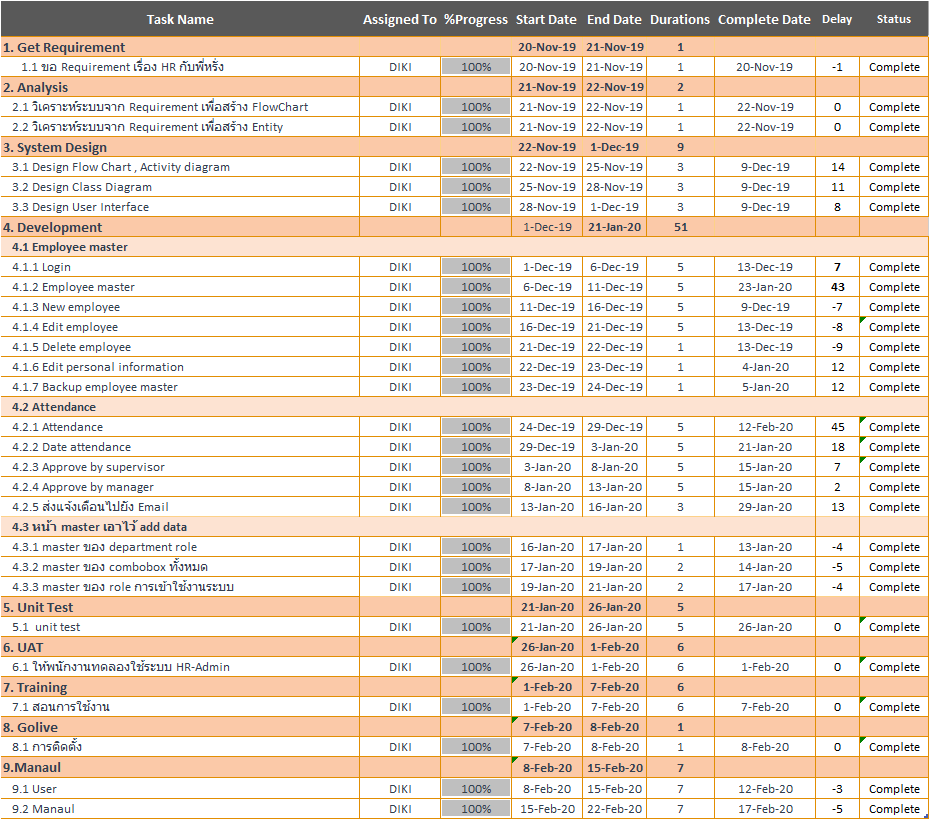 Task Name Assigned To %Progress Start Date End Date Durations Complete Date Delay Status
1. Get Requirement 20-Nov-19 21-Nov-19 1
1.1 ขอ Requirement เรื่อง HR กับพี่หรั่ง DIKI 100% 20-Nov-19 21-Nov-19 1 20-Nov-19 -1 Complete
2. Analysis 21-Nov-19 22-Nov-19 2
2.1 วิเคราะห์ระบบจาก Requirement เพื่อสร้าง FlowChart DIKI 100% 21-Nov-19 22-Nov-19 1 22-Nov-19 0 Complete
2.2 วิเคราะห์ระบบจาก Requirement เพื่อสร้าง Entity DIKI 100% 21-Nov-19 22-Nov-19 1 22-Nov-19 0 Complete
3. System Design 22-Nov-19 1-Dec-19 9
3.1 Design Flow Chart , Activity diagram DIKI 100% 22-Nov-19 25-Nov-19 3 9-Dec-19 14 Complete
3.2 Design Class Diagram DIKI 100% 25-Nov-19 28-Nov-19 3 9-Dec-19 11 Complete
3.3 Design User Interface DIKI 100% 28-Nov-19 1-Dec-19 3 9-Dec-19 8 Complete
4. Development 1-Dec-19 21-Jan-20 51
4.1 Employee master
4.1.1 Login DIKI 100% 1-Dec-19 6-Dec-19 5 13-Dec-19 7 Complete
4.1.2 Employee master DIKI 100% 6-Dec-19 11-Dec-19 5 23-Jan-20 43 Complete
4.1.3 New employee DIKI 100% 11-Dec-19 16-Dec-19 5 9-Dec-19 -7 Complete
4.1.4 Edit employee DIKI 100% 16-Dec-19 21-Dec-19 5 13-Dec-19 -8 Complete
4.1.5 Delete employee DIKI 100% 21-Dec-19 22-Dec-19 1 13-Dec-19 -9 Complete
4.1.6 Edit personal information DIKI 100% 22-Dec-19 23-Dec-19 1 4-Jan-20 12 Complete
4.1.7 Backup employee master DIKI 100% 23-Dec-19 24-Dec-19 1 5-Jan-20 12 Complete
4.2 Attendance
4.2.1 Attendance DIKI 100% 24-Dec-19 29-Dec-19 5 12-Feb-20 45 Complete
4.2.2 Date attendance DIKI 100% 29-Dec-19 3-Jan-20 5 21-Jan-20 18 Complete
4.2.3 Approve by supervisor DIKI 100% 3-Jan-20 8-Jan-20 5 15-Jan-20 7 Complete
4.2.4 Approve by manager DIKI 100% 8-Jan-20 13-Jan-20 5 15-Jan-20 2 Complete
4.2.5 ส่งแจ้งเตือนไปยัง Email DIKI 100% 13-Jan-20 16-Jan-20 3 29-Jan-20 13 Complete
4.3 หน้า master เอาไว้ add data
4.3.1 master ของ department role DIKI 100% 16-Jan-20 17-Jan-20 1 13-Jan-20 -4 Complete
4.3.2 master ของ combobox ทั้งหมด DIKI 100% 17-Jan-20 19-Jan-20 2 14-Jan-20 -5 Complete
4.3.3 master ของ role การเข้าใช้งานระบบ DIKI 100% 19-Jan-20 21-Jan-20 2 17-Jan-20 -4 Complete
5. Unit Test 21-Jan-20 26-Jan-20 5
5.1 unit test DIKI 100% 21-Jan-20 26-Jan-20 5 26-Jan-20 0 Complete
6. UAT 26-Jan-20 1-Feb-20 6
6.1 ให้พนักงานทดลองใช้ระบบ HR-Admin DIKI 100% 26-Jan-20 1-Feb-20 6 1-Feb-20 0 Complete
7. Training 1-Feb-20 7-Feb-20 6
7.1 สอนการใช้งาน DIKI 100% 1-Feb-20 7-Feb-20 6 7-Feb-20 0 Complete
8. Golive 7-Feb-20 8-Feb-20 1
8.1 การติดตั้ง DIKI 100% 7-Feb-20 8-Feb-20 1 8-Feb-20 0 Complete
9.Manaul 8-Feb-20 15-Feb-20 7
9.1 User DIKI 100% 8-Feb-20 15-Feb-20 7 12-Feb-20 -3 Complete
9.2 Manaul DIKI 100% 15-Feb-20 22-Feb-20 7 17-Feb-20 -5 Complete